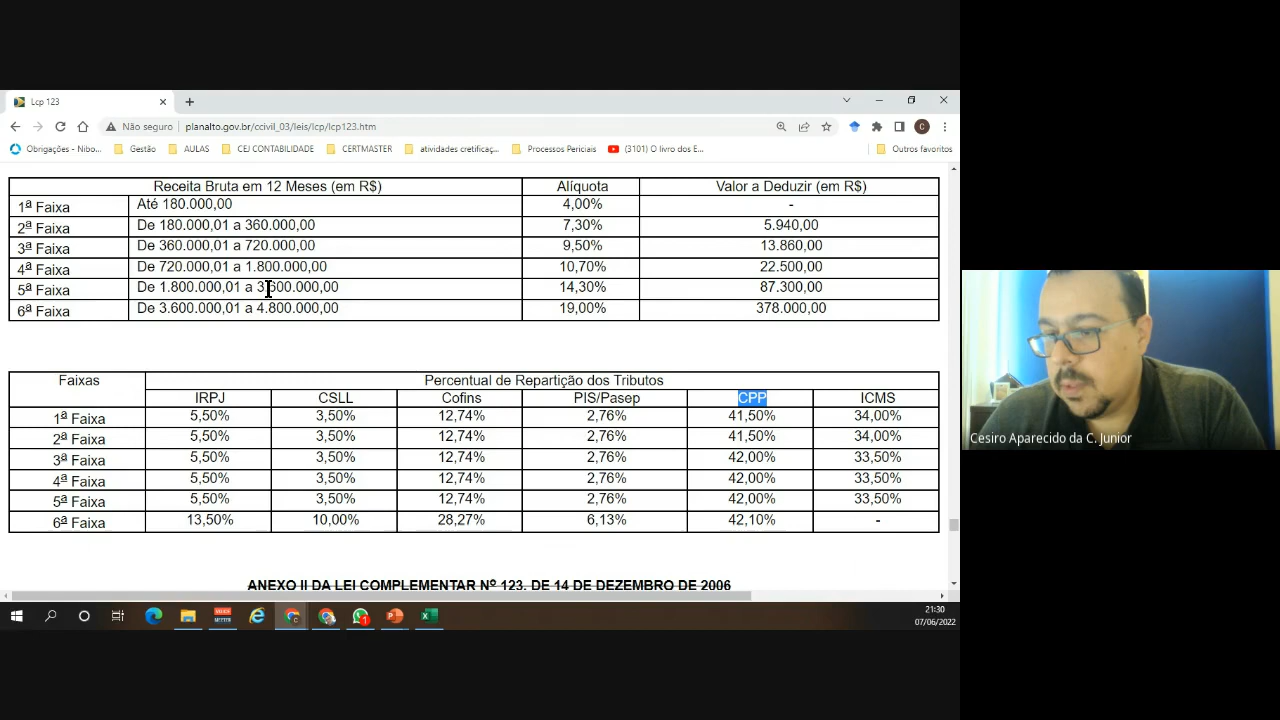 Lcp 123
Não seguro planalto.gov.br/ccivil_03/leis/lcp/lcp123.htm
Obrigações - Nibo... Gestão AULAS CEJ CONTABILIDADE CERTMASTER atividades cretificaç... Processos Periciais (3101) O livro dos E... Outros favoritos
Receita Bruta em 12 Meses (em R$) Alíquota Valor a Deduzir (em R$)
1ª Faixa Até 180.000,00 4,00% -
2ª Faixa De 180.000,01 a 360.000,00 7,30% 5.940,00
3ª Faixa De 360.000,01 a 720.000,00 9,50% 13.860,00
4ª Faixa De 720.000,01 a 1.800.000,00 10,70% 22.500,00
5ª Faixa De 1.800.000,01 a 3.600.000,00 14,30% 87.300,00
6ª Faixa De 3.600.000,01 a 4.800.000,00 19,00% 378.000,00
Faixas Percentual de Repartição dos Tributos
IRPJ CSLL Cofins PIS/Pasep CPP ICMS
1ª Faixa 5,50% 3,50% 12,74% 2,76% 41,50% 34,00%
2ª Faixa 5,50% 3,50% 12,74% 2,76% 41,50% 34,00%
3ª Faixa 5,50% 3,50% 12,74% 2,76% 42,00% 33,50%
4ª Faixa 5,50% 3,50% 12,74% 2,76% 42,00% 33,50%
5ª Faixa 5,50% 3,50% 12,74% 2,76% 42,00% 33,50%
6ª Faixa 13,50% 10,00% 28,27% 6,13% 42,10% -
ANEXO II DA LEI COMPLEMENTAR Nº 123, DE 14 DE DEZEMBRO DE 2006
21:30
07/06/2022
Cesiro Aparecido da C. Junior